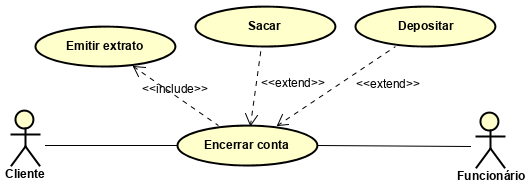 Sacar
Depositar
Emitir extrato
<<include>>
<<extend>>
<<extend>>
Encerrar conta
Cliente
Funcionário